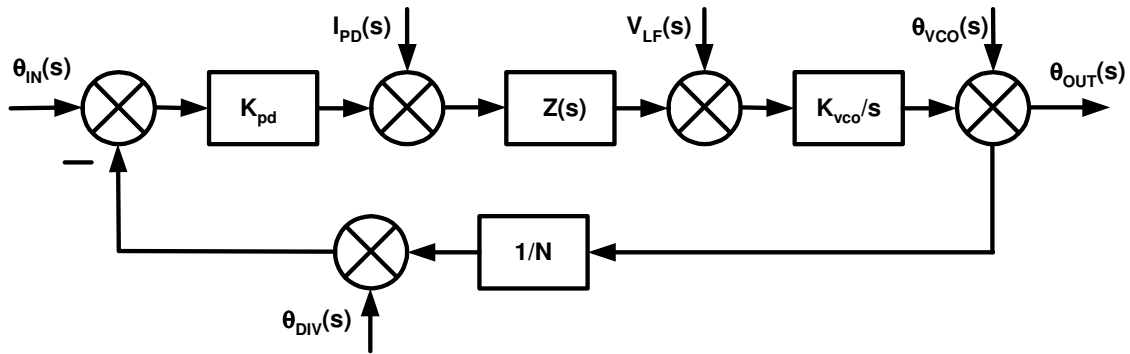 I_PD(s)
V_LF(s)
θ_VCO(s)
θ_IN(s)
θ_OUT(s)
K_pd
Z(s)
K_vco/s
−
1/N
θ_DIV(s)